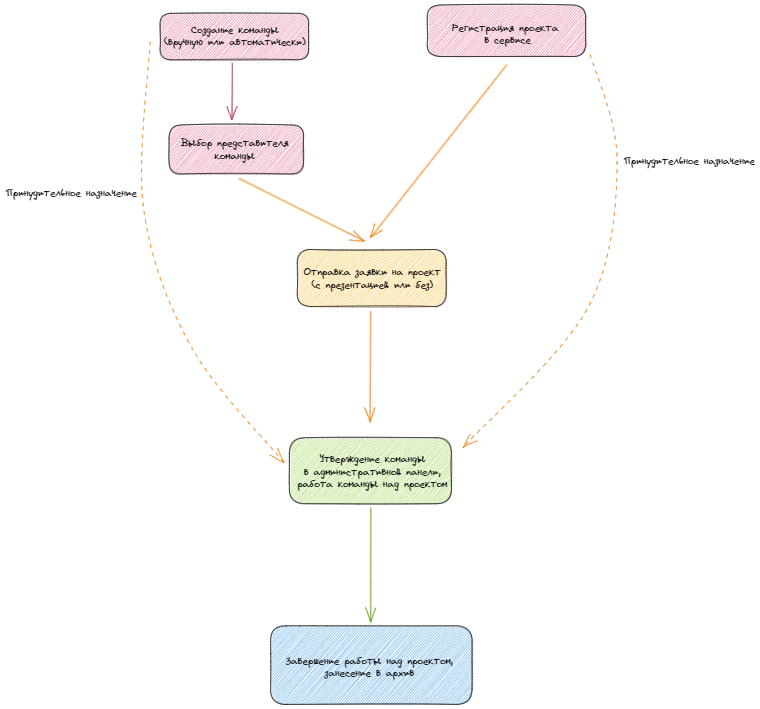 Создание команды
(вручную или автоматически)
Регистрация проекта
в сервисе
Выбор представителя
команды
Принудительное назначение
Принудительное назначение
Отправка заявки на проект
(с презентацией или без)
Утверждение команды
в административной панели,
работа команды над проектом
Завершение работы над проектом,
занесение в архив